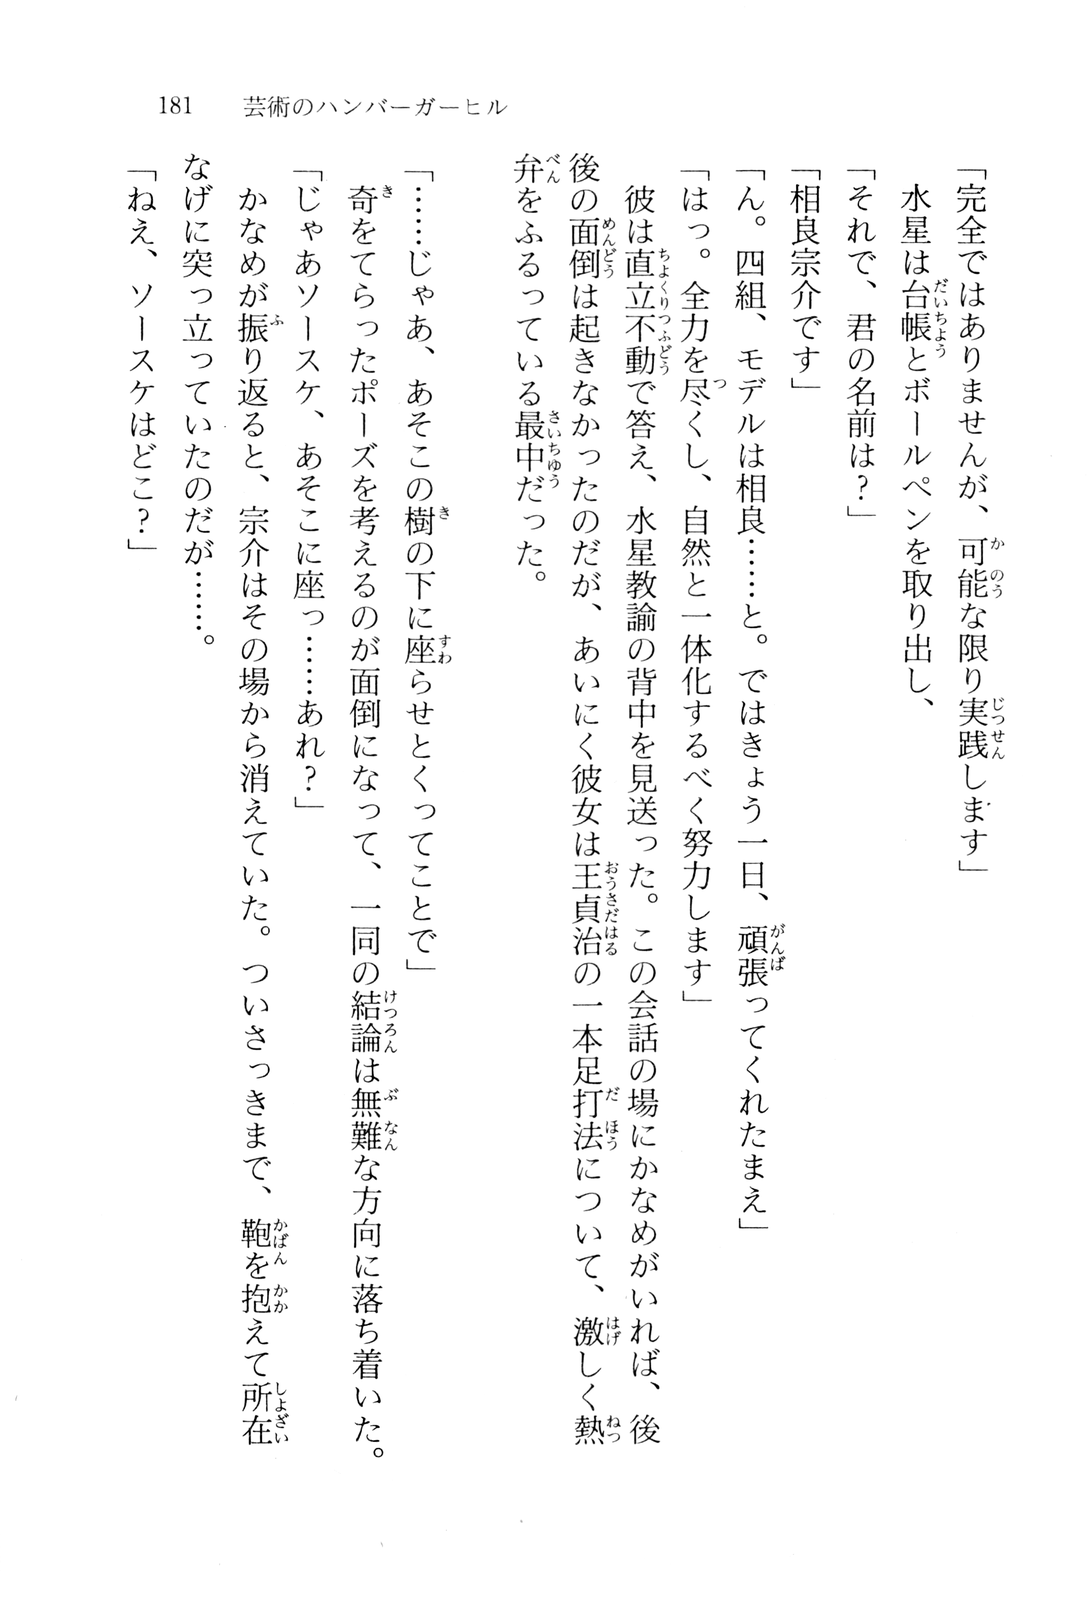 181　芸術のハンバーガーヒル
「完全ではありませんが、可能な限り実践します」
　水星は台帳とボールペンを取り出し、
「それで、君の名前は？」
「相良宗介です」
「ん。四組、モデルは相良……と。ではきょう一日、頑張ってくれたまえ」
「はっ。全力を尽くし、自然と一体化するべく努力します」
　彼は直立不動で答え、水星教諭の背中を見送った。この会話の場にかなめがいれば、後
後の面倒は起きなかったのだが、あいにく彼女は王貞治の一本足打法について、激しく熱
弁をふるっている最中だった。
「……じゃあ、あそこの樹の下に座らせとくってことで」
　奇をてらったポーズを考えるのが面倒になって、一同の結論は無難な方向に落ち着いた。
「じゃあソースケ、あそこに座っ……あれ？」
　かなめが振り返ると、宗介はその場から消えていた。ついさっきまで、鞄を抱えて所在
なげに突っ立っていたのだが……。
「ねえ、ソースケはどこ？」